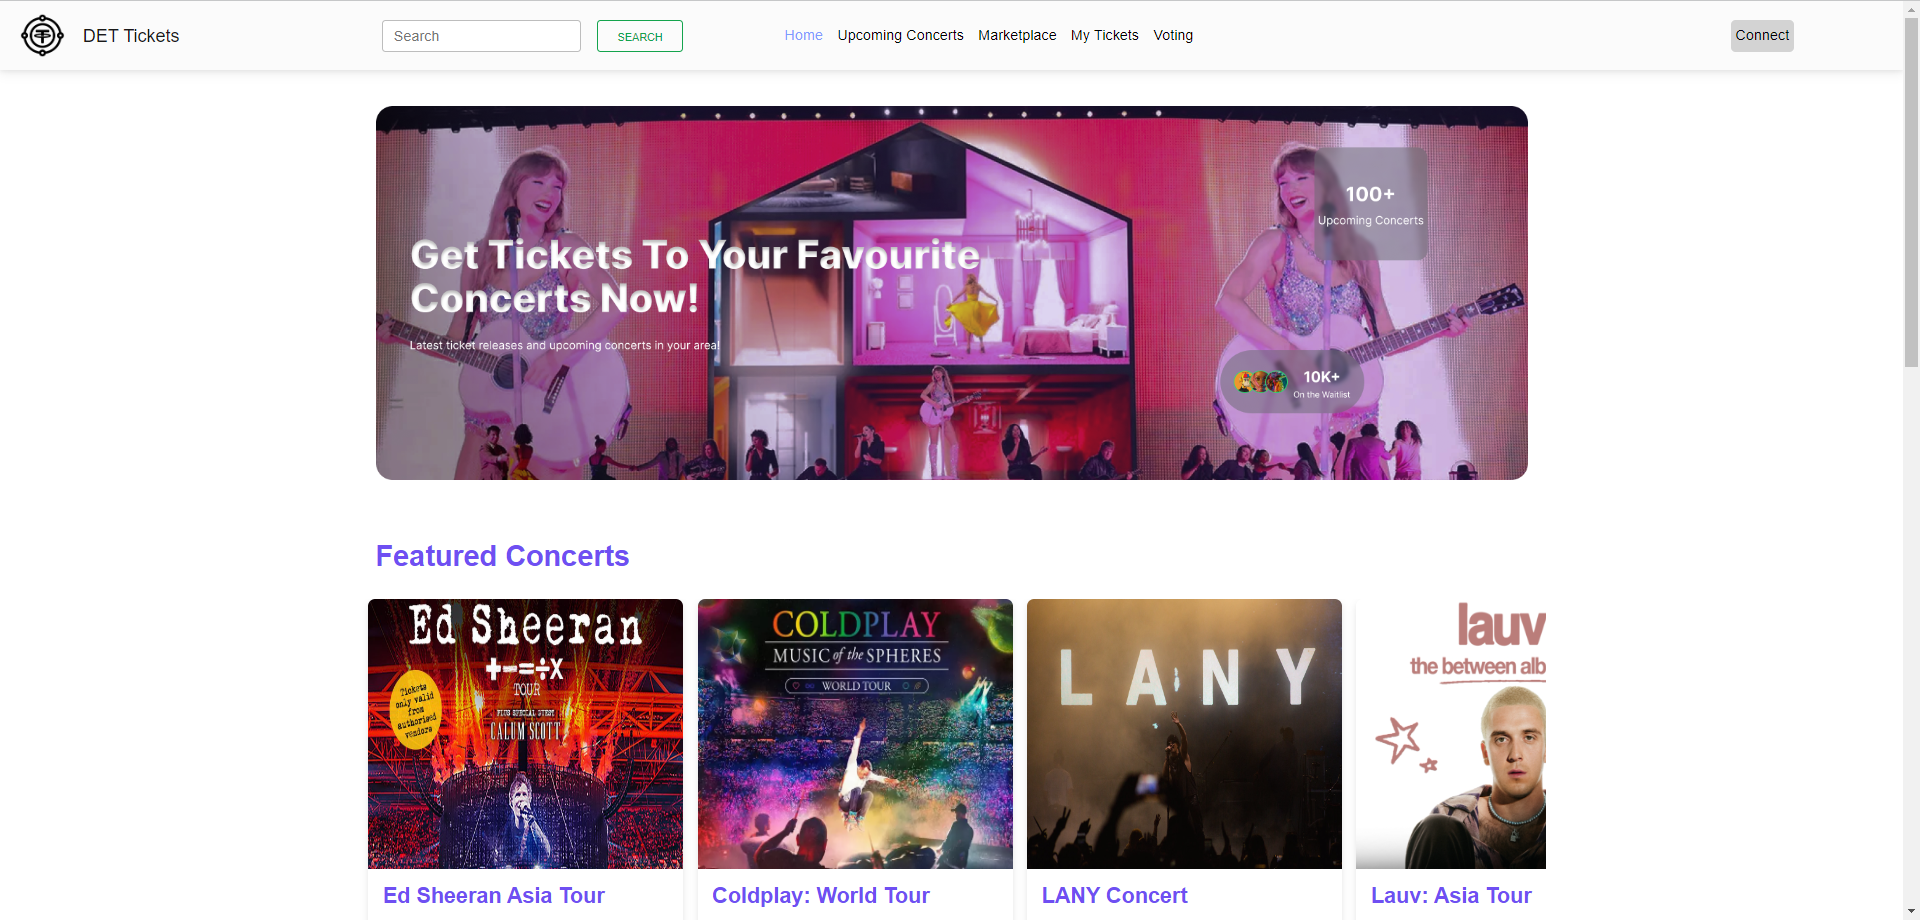 DET Tickets
Search
SEARCH
Home
Upcoming Concerts
Marketplace
My Tickets
Voting
Connect
Get Tickets To Your Favourite
Concerts Now!
Latest ticket releases and upcoming concerts in your area!
100+
Upcoming Concerts
10K+
On the Waitlist
Featured Concerts
Ed Sheeran
+-=÷x
TOUR
PLUS SPECIAL GUEST
CALUM SCOTT
Tickets
only valid
from
authorised
vendors
Ed Sheeran Asia Tour
COLDPLAY
MUSIC of the SPHERES
WORLD TOUR
Coldplay: World Tour
LANY
LANY Concert
lauv
the between alb
Lauv: Asia Tour